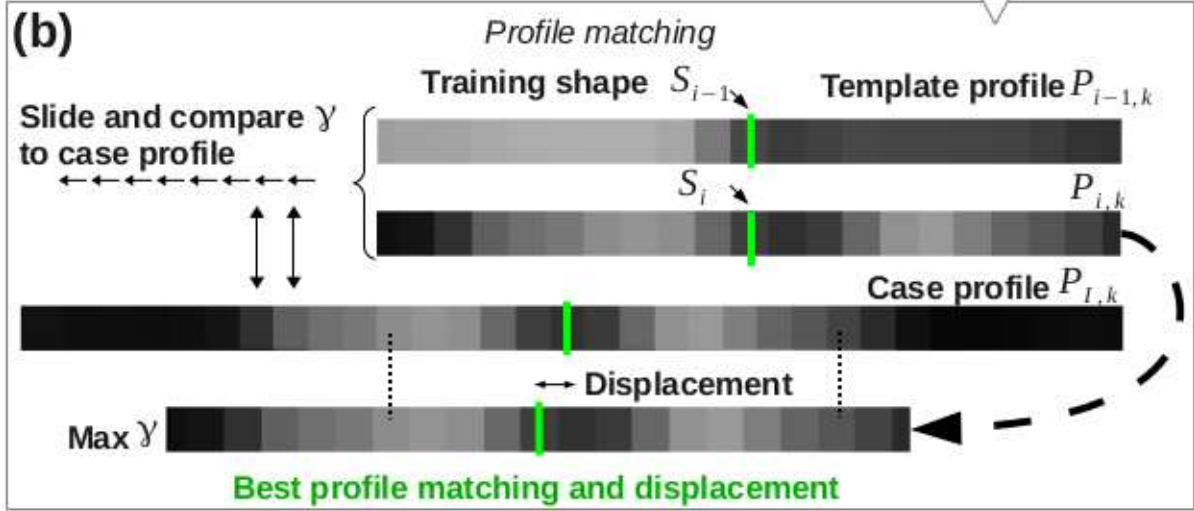 (b)
Profile matching
Training shape
S_{i-1}
Template profile P_{i-1,k}
Slide and compare γ
to case profile
S_i
P_{i,k}
Case profile P_{I,k}
Displacement
Max γ
Best profile matching and displacement